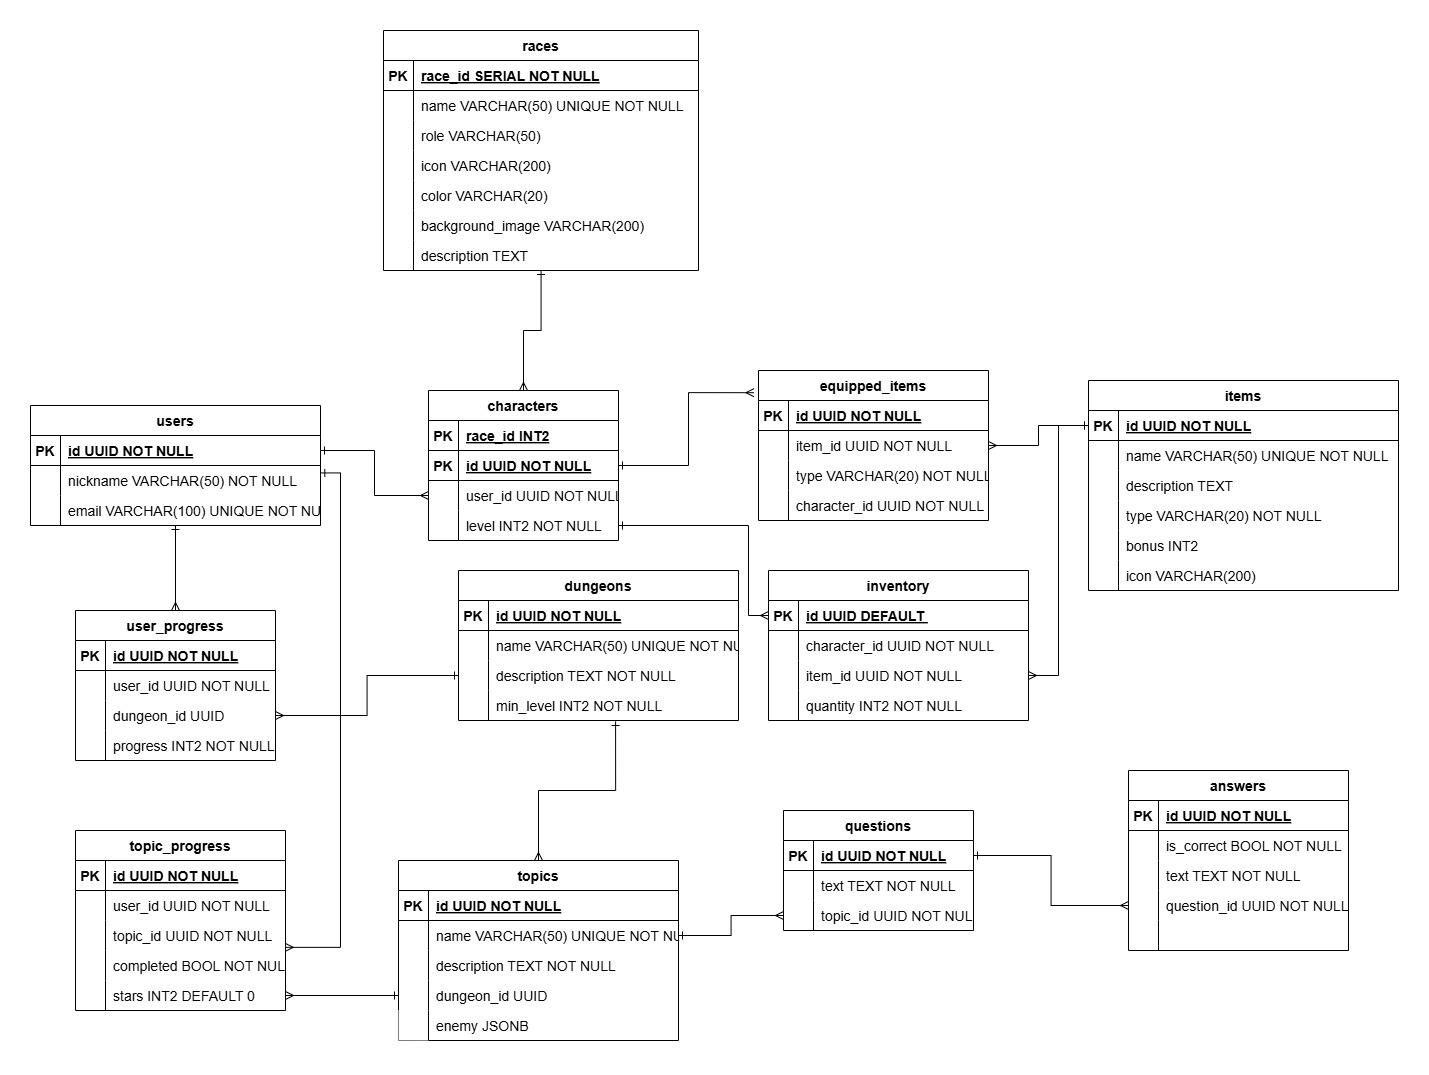 races
PK race_id SERIAL NOT NULL
name VARCHAR(50) UNIQUE NOT NULL
role VARCHAR(50)
icon VARCHAR(200)
color VARCHAR(20)
background_image VARCHAR(200)
description TEXT
users
PK id UUID NOT NULL
nickname VARCHAR(50) NOT NULL
email VARCHAR(100) UNIQUE NOT NU
characters
PK race_id INT2
PK id UUID NOT NULL
user_id UUID NOT NULL
level INT2 NOT NULL
equipped_items
PK id UUID NOT NULL
item_id UUID NOT NULL
type VARCHAR(20) NOT NULL
character_id UUID NOT NULL
items
PK id UUID NOT NULL
name VARCHAR(50) UNIQUE NOT NULL
description TEXT
type VARCHAR(20) NOT NULL
bonus INT2
icon VARCHAR(200)
user_progress
PK id UUID NOT NULL
user_id UUID NOT NULL
dungeon_id UUID
progress INT2 NOT NULL
dungeons
PK id UUID NOT NULL
name VARCHAR(50) UNIQUE NOT NU
description TEXT NOT NULL
min_level INT2 NOT NULL
inventory
PK id UUID DEFAULT
character_id UUID NOT NULL
item_id UUID NOT NULL
quantity INT2 NOT NULL
topic_progress
PK id UUID NOT NULL
user_id UUID NOT NULL
topic_id UUID NOT NULL
completed BOOL NOT NUL
stars INT2 DEFAULT 0
topics
PK id UUID NOT NULL
name VARCHAR(50) UNIQUE NOT NU
description TEXT NOT NULL
dungeon_id UUID
enemy JSONB
questions
PK id UUID NOT NULL
text TEXT NOT NULL
topic_id UUID NOT NUL
answers
PK id UUID NOT NULL
is_correct BOOL NOT NULL
text TEXT NOT NULL
question_id UUID NOT NULL